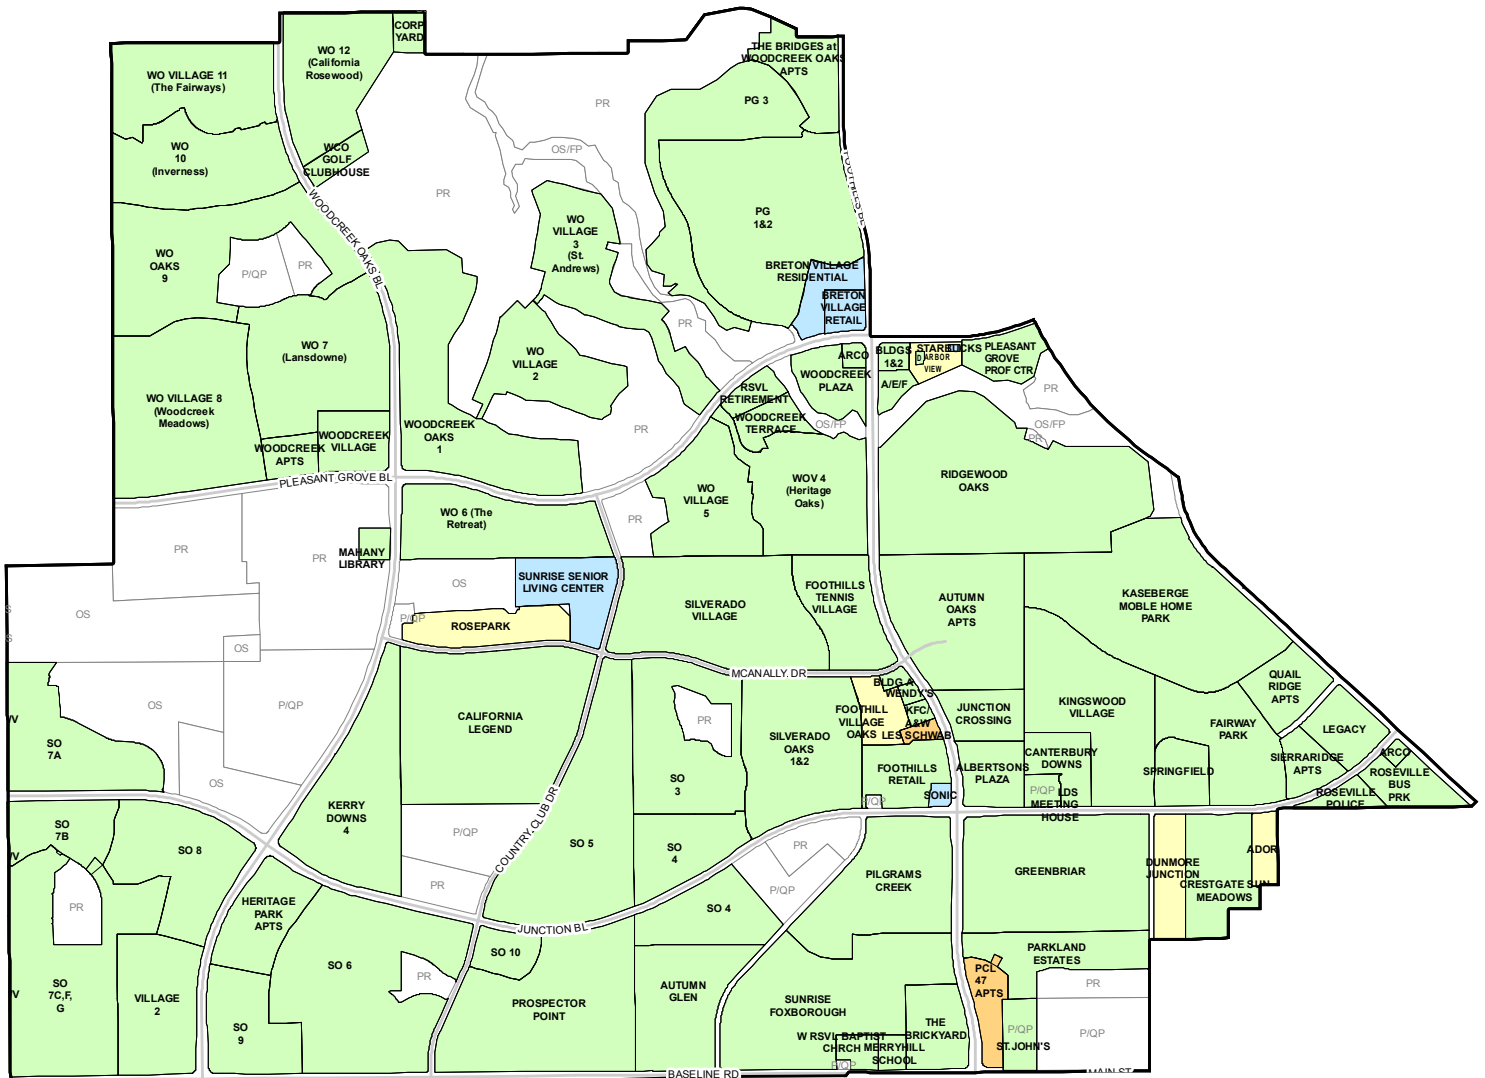 CORP
YARD
WO 12
(California
Rosewood)
THE BRIDGES at
WOODCREEK OAKS
APTS
WO VILLAGE 11
(The Fairways)
PR
PG 3
WO
10
(Inverness)
WCO
GOLF
CLUBHOUSE
OS/FP
PR
FOOTHILLS BL
WOODCREEK OAKS BL
WO
VILLAGE
3
(St.
Andrews)
PG
1&2
WO
OAKS
9
P/QP
PR
BRETON VILLAGE
RESIDENTIAL
BRETON
VILLAGE
RETAIL
PR
WO 7
(Lansdowne)
WO
VILLAGE
2
ARCO
BLDGS
1&2
STARBUCKS
D
ARBOR
VIEW
PLEASANT
GROVE
PROF CTR
A/E/F
WOODCREEK
PLAZA
RSVL
RETIREMENT
WOODCREEK
TERRACE
OS/FP
PR
OS/FP
PR
WO VILLAGE 8
(Woodcreek
Meadows)
WOODCREEK
APTS
WOODCREEK
VILLAGE
WOODCREEK
OAKS
1
PR
PLEASANT GROVE BL
WO
VILLAGE
5
WOV 4
(Heritage
Oaks)
RIDGEWOOD
OAKS
WO 6 (The
Retreat)
PR
PR
PR
MAHANY
LIBRARY
OS
SUNRISE SENIOR
LIVING CENTER
P/QP
ROSEPARK
SILVERADO
VILLAGE
FOOTHILLS
TENNIS
VILLAGE
AUTUMN
OAKS
APTS
KASEBERGE
MOBLE HOME
PARK
OS
OS
MCANALLY. DR
OS
P/QP
OS
/V
SO
7A
CALIFORNIA
LEGEND
PR
SO
3
SILVERADO
OAKS
1&2
BLDG A
WENDY'S
KFC/
A&W
FOOTHILL
VILLAGE
OAKS
LES SCHWAB
JUNCTION
CROSSING
KINGSWOOD
VILLAGE
QUAIL
RIDGE
APTS
FAIRWAY
PARK
LEGACY
SIERRARIDGE
APTS
ARCO
ROSEVILLE
BUS
PRK
ROSEVILLE
POLICE
FOOTHILLS
RETAIL
ALBERTSONS
PLAZA
CANTERBURY
DOWNS
SPRINGFIELD
SONIC
P/QP
P/QP
LDS
MEETING
HOUSE
KERRY
DOWNS
4
P/QP
COUNTRY CLUB DR
SO 5
SO
4
PR
P/QP
SO
7B
/V
SO 8
PR
PR
HERITAGE
PARK
APTS
SO 4
JUNCTION BL
PILGRAMS
CREEK
GREENBRIAR
DUNMORE
JUNCTION
ADOR
CRESTGATE SUN
MEADOWS
SO 6
PR
SO 10
PARKLAND
ESTATES
PCL
47
APTS
PR
/V
SO
7C,F,
G
VILLAGE
2
SO
9
PROSPECTOR
POINT
AUTUMN
GLEN
SUNRISE
FOXBOROUGH
THE
BRICKYARD
W RSVL BAPTIST
CHRCH
MERRYHILL
SCHOOL
P/QP
P/QP
ST.JOHN'S
P/QP
BASELINE RD
MAIN ST